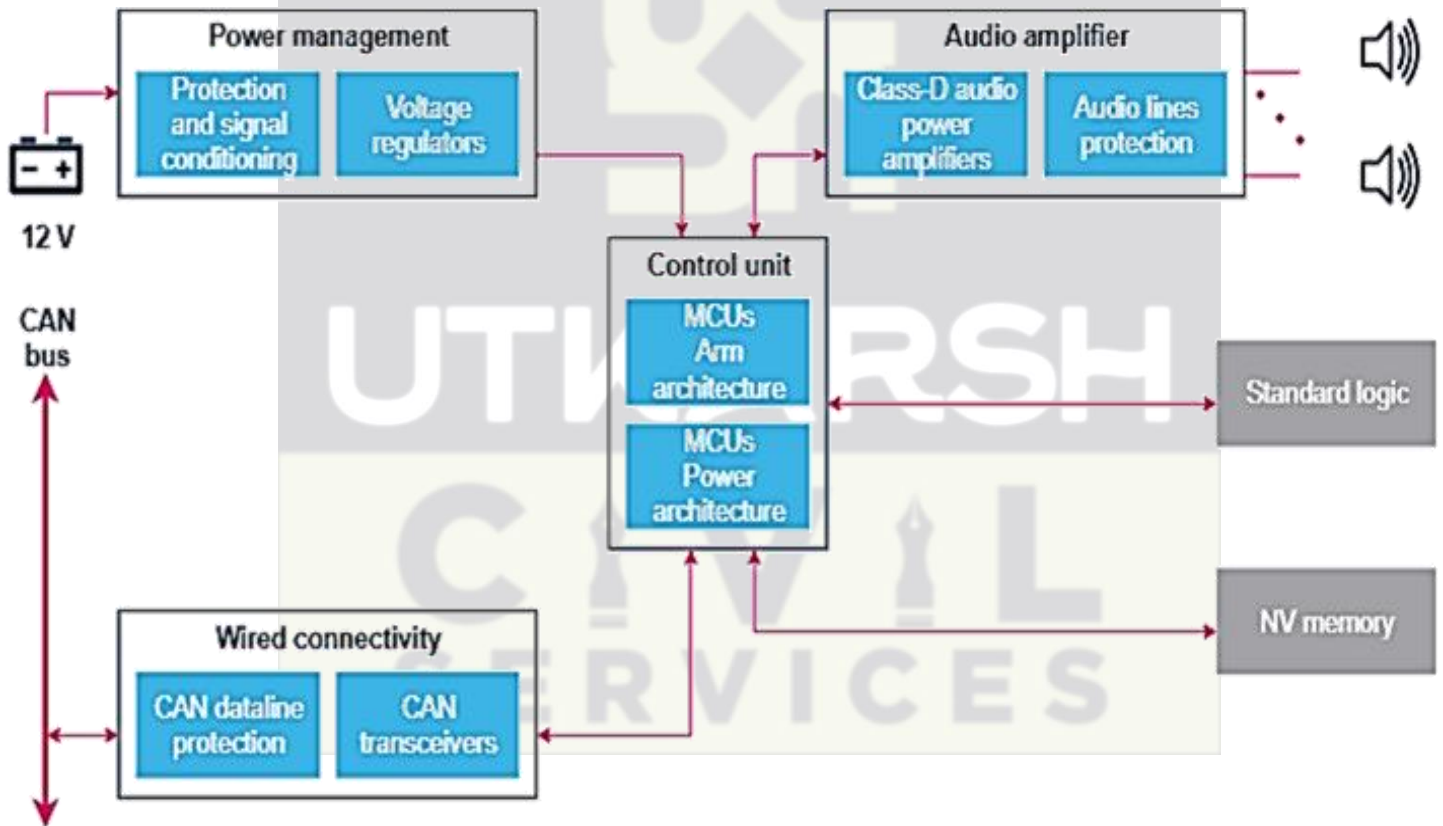 Power management
Protection
and signal
conditioning
Voltage
regulators
Audio amplifier
Class-D audio
power
amplifiers
Audio lines
protection
12 V
CAN
bus
Control unit
MCUs
Arm
architecture
MCUs
Power
architecture
Standard logic
NV memory
Wired connectivity
CAN dataline
protection
CAN
transceivers
UTKARSH
CIVIL
SERVICES